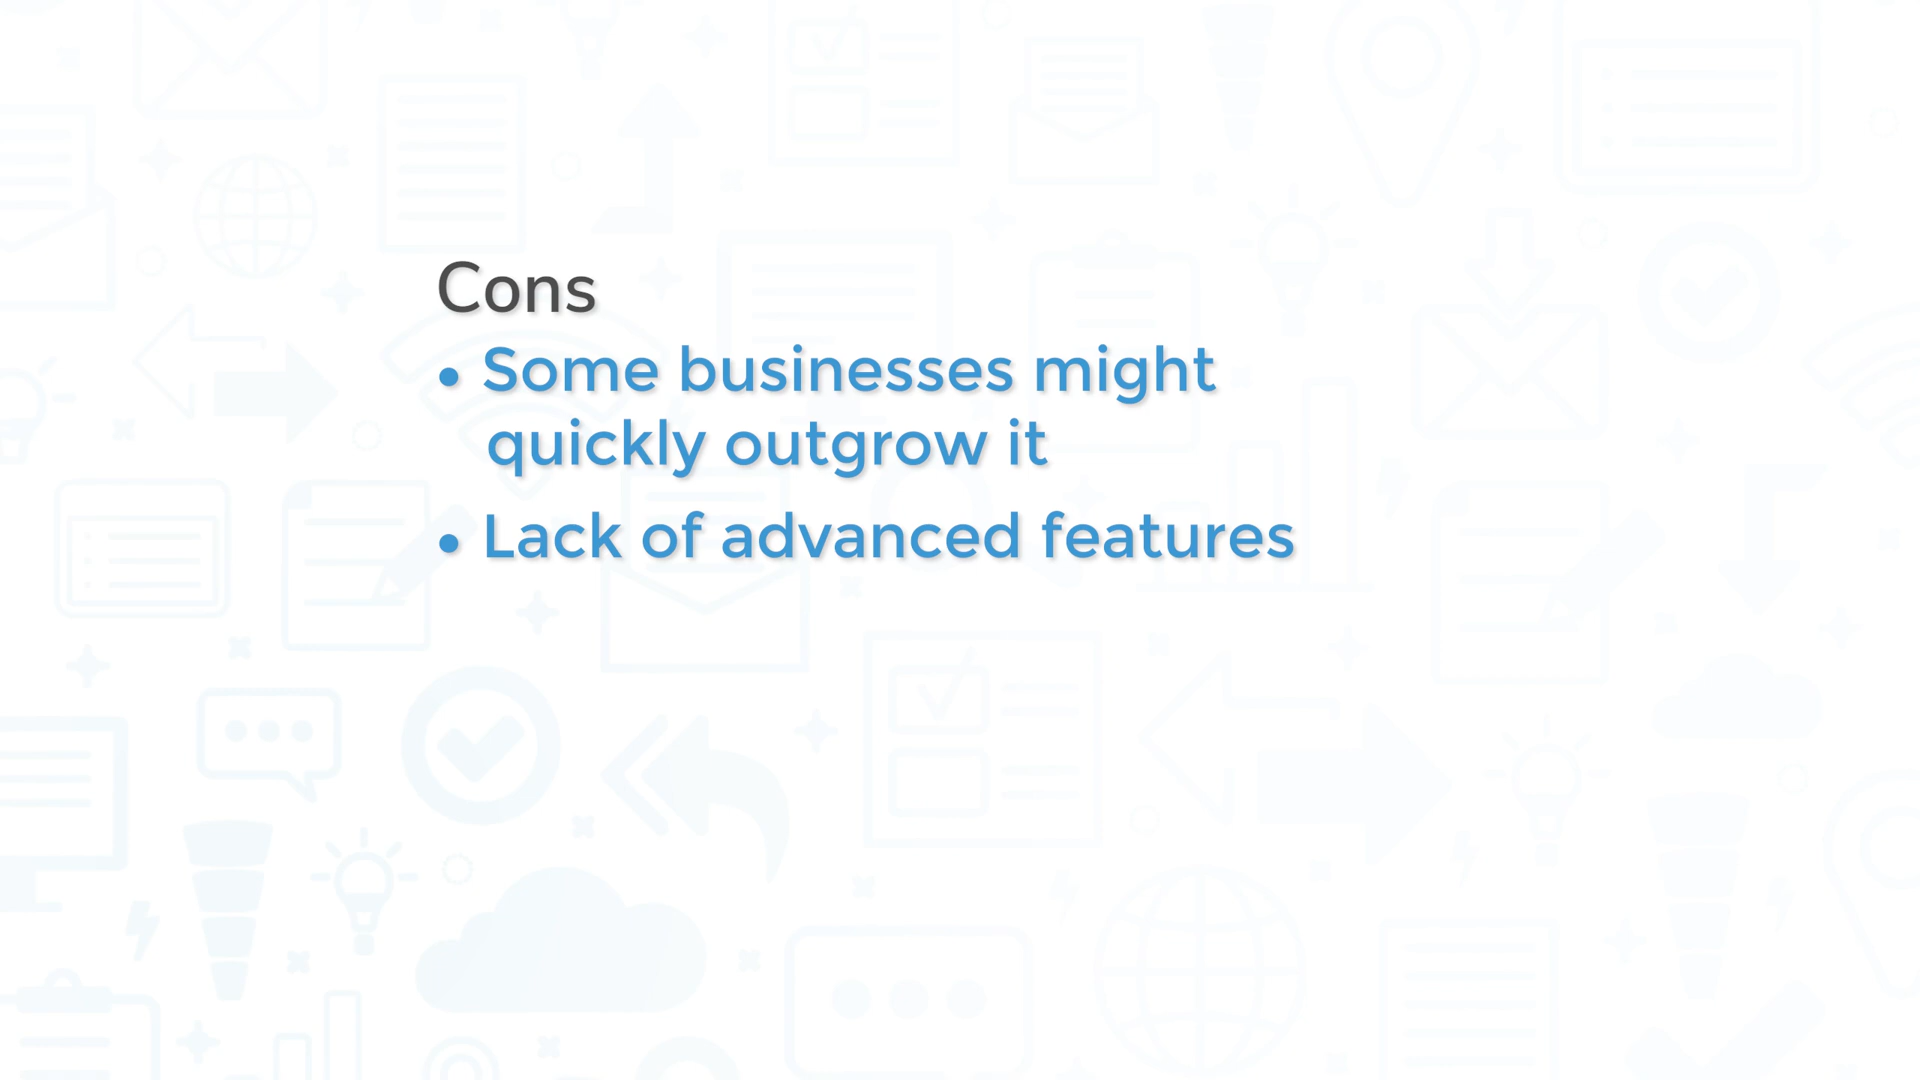 Cons
• Some businesses might
quickly outgrow it
• Lack of advanced features